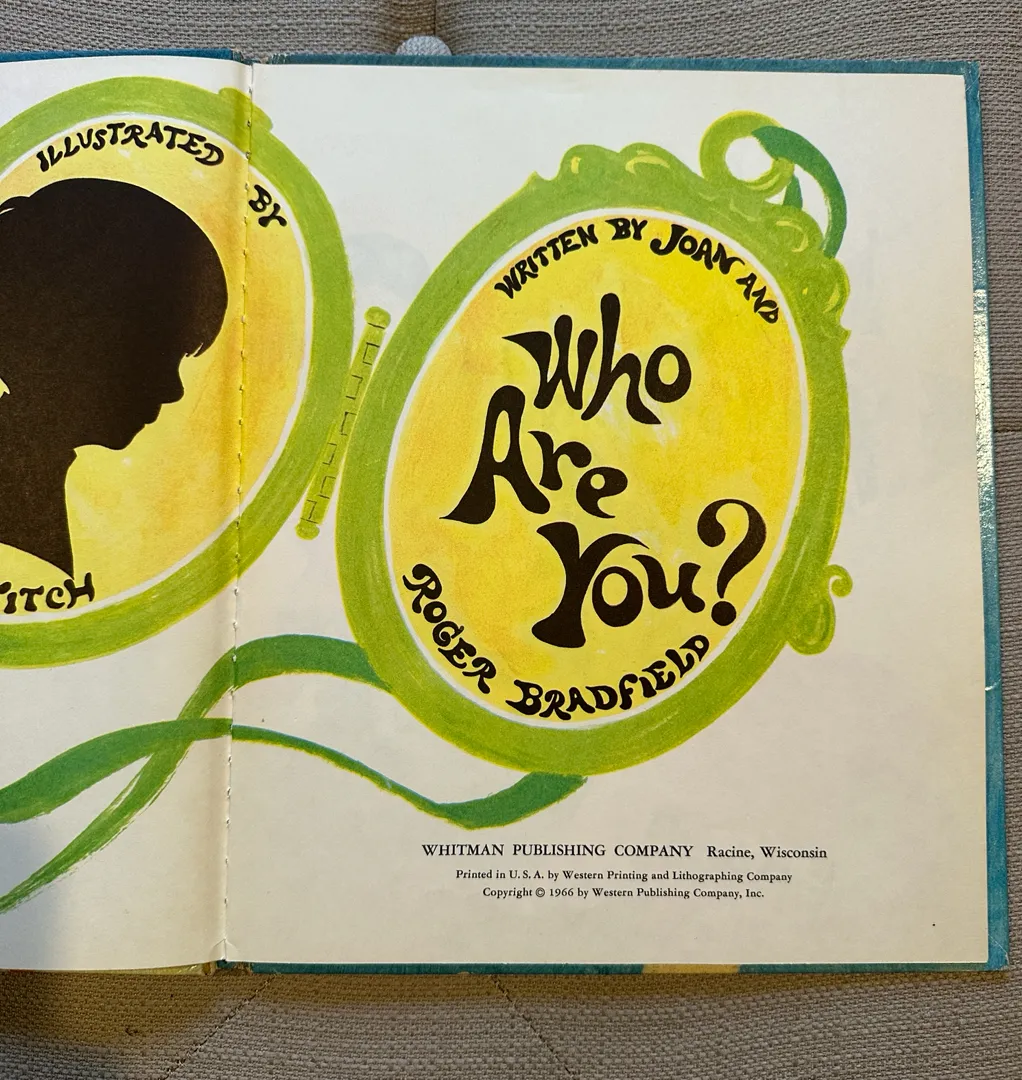 ILLUSTRATED BY
WRITTEN BY JOAN AND
Who
Are
You?
ROGER BRADFIELD
WHITMAN PUBLISHING COMPANY Racine, Wisconsin
Printed in U. S. A. by Western Printing and Lithographing Company
Copyright © 1966 by Western Publishing Company, Inc.